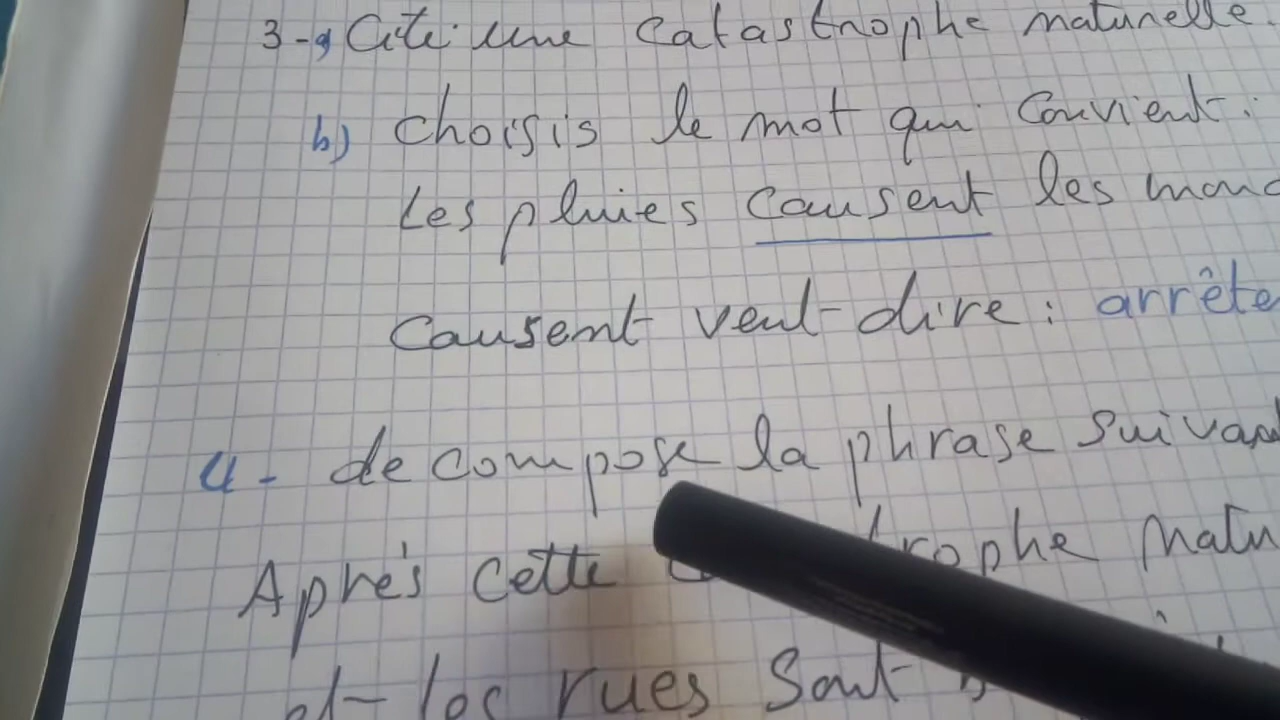 3-a) Cite une catastrophe naturelle.
b) choisis le mot qui convient :
Les pluies causent les
causent veut dire : arrête
4- decompose la phrase
Après cette
et les rues sont